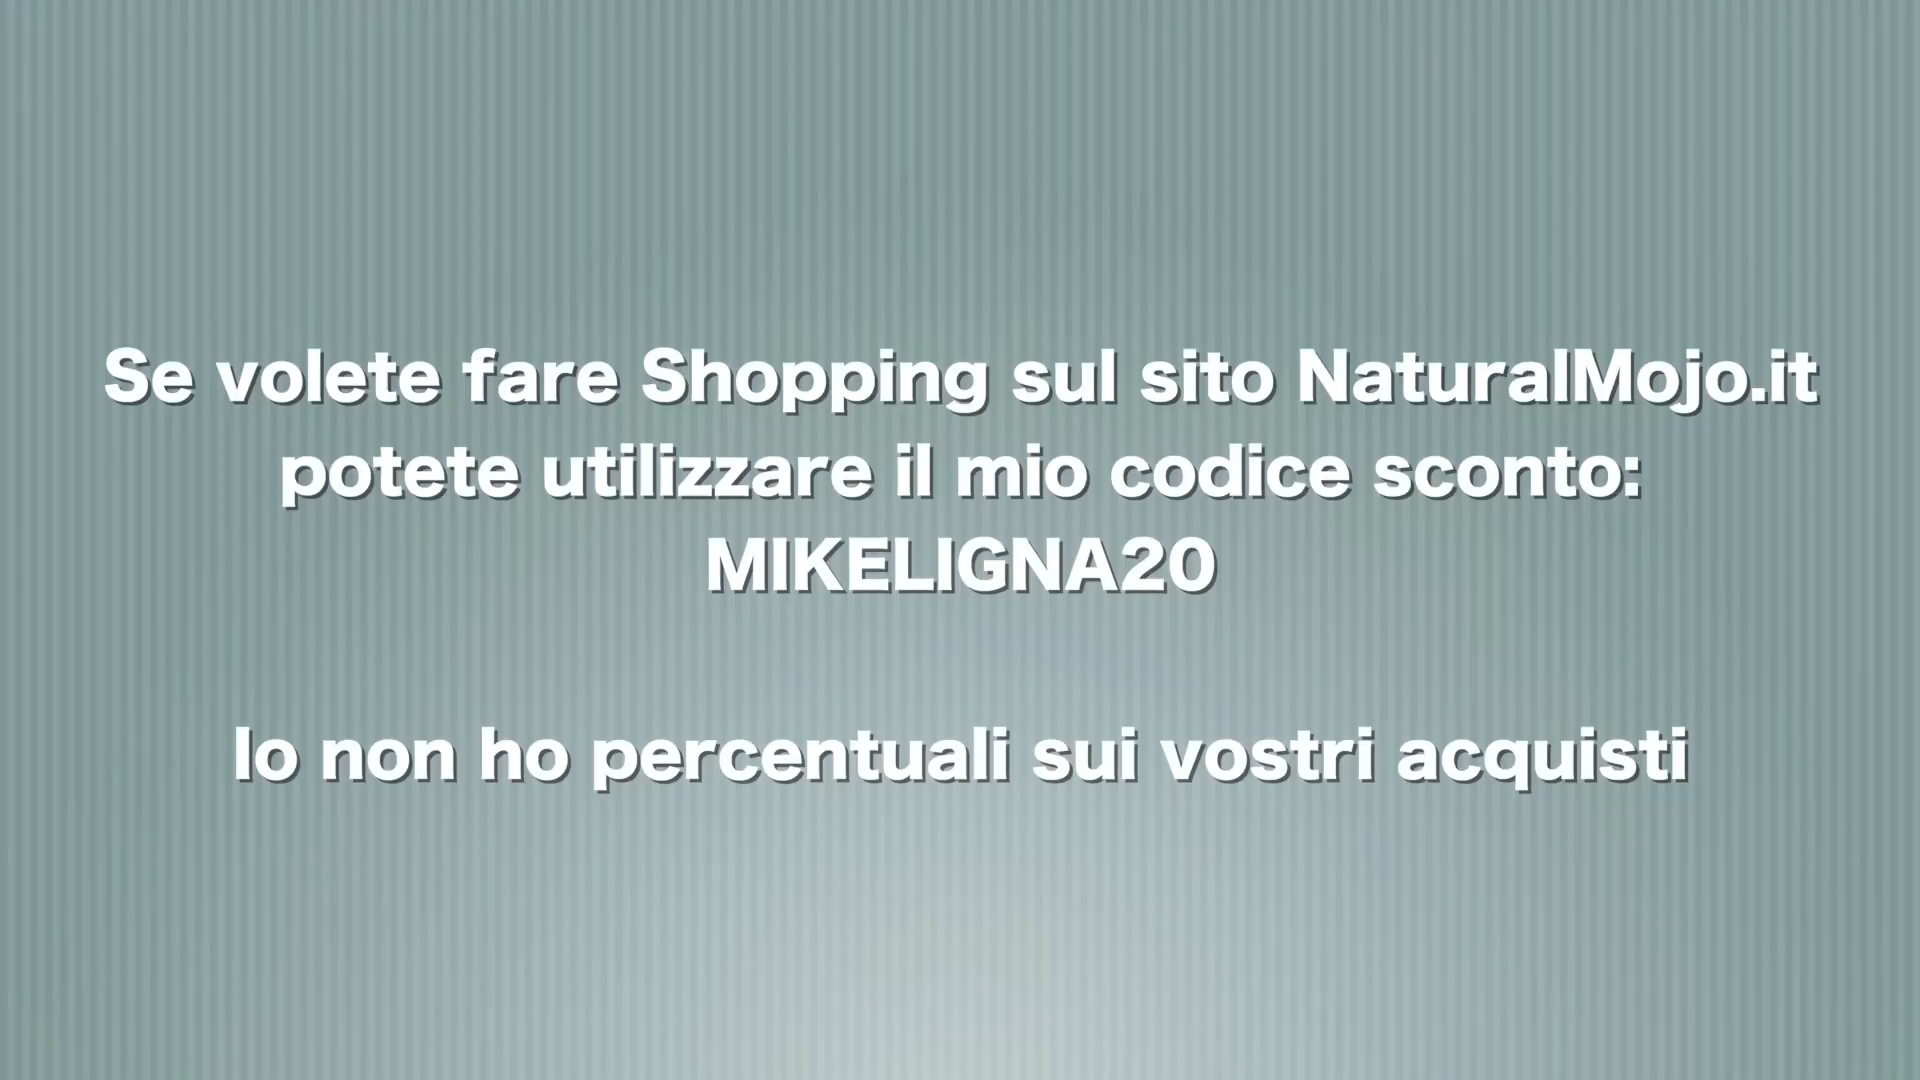 Se volete fare Shopping sul sito NaturalMojo.it
potete utilizzare il mio codice sconto:
MIKELIGNA20
Io non ho percentuali sui vostri acquisti